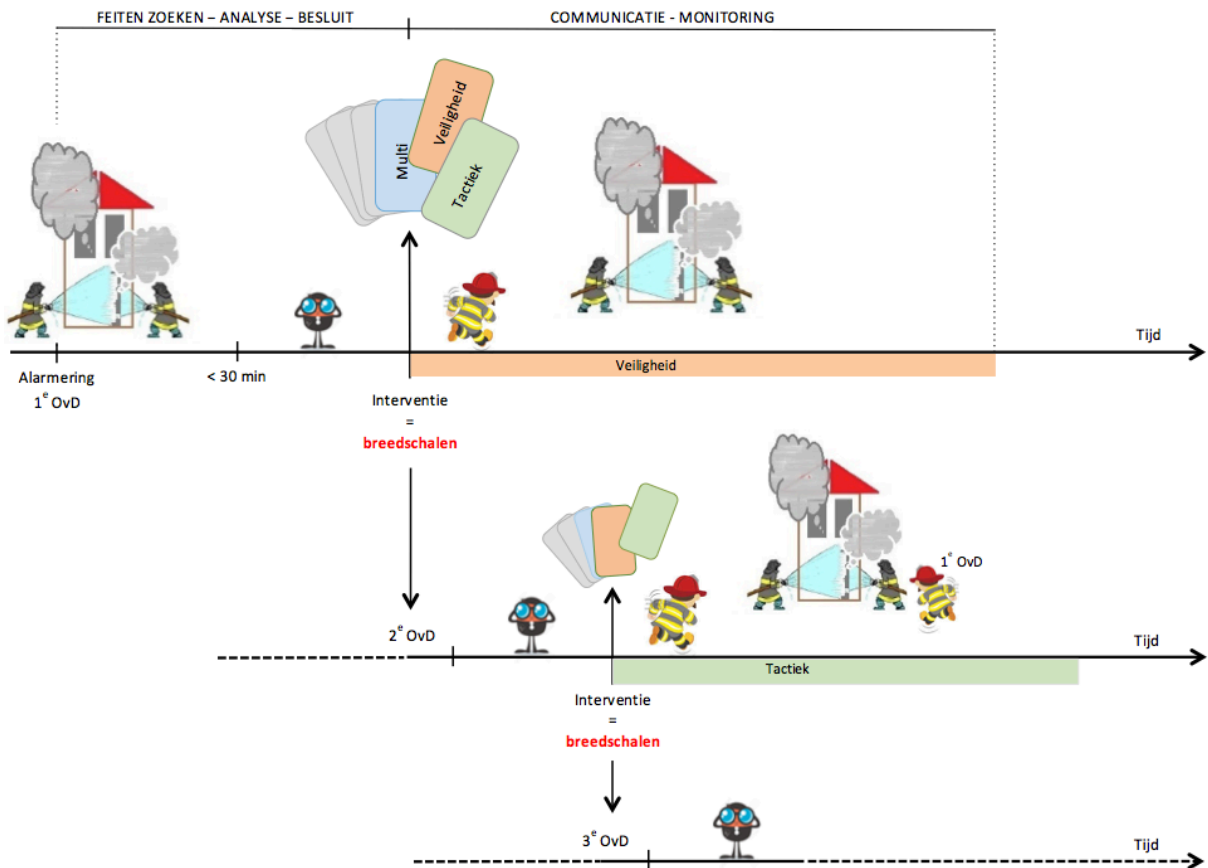 FEITEN ZOEKEN – ANALYSE – BESLUIT
COMMUNICATIE - MONITORING
Multi
Veiligheid
Tactiek
Tijd
Alarmering
1e OvD
< 30 min
Veiligheid
Interventie
=
breedschalen
1e OvD
2e OvD
Tijd
Tactiek
Interventie
=
breedschalen
3e OvD
Tijd